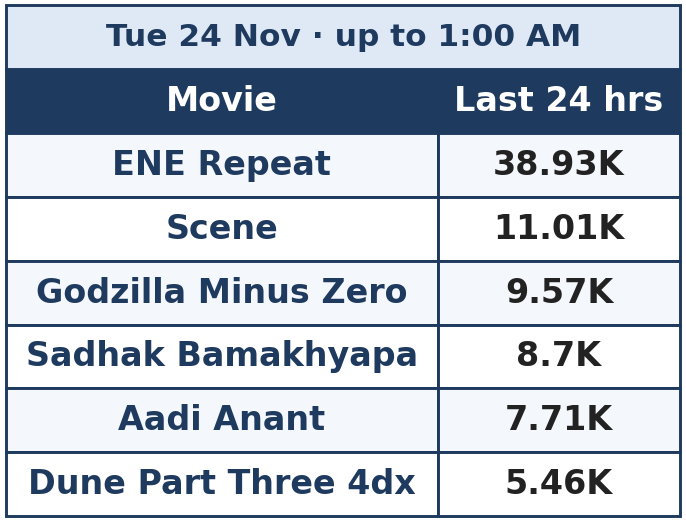 Tue 24 Nov · up to 1:00 AM
Movie Last 24 hrs
ENE Repeat 38.93K
Scene 11.01K
Godzilla Minus Zero 9.57K
Sadhak Bamakhyapa 8.7K
Aadi Anant 7.71K
Dune Part Three 4dx 5.46K